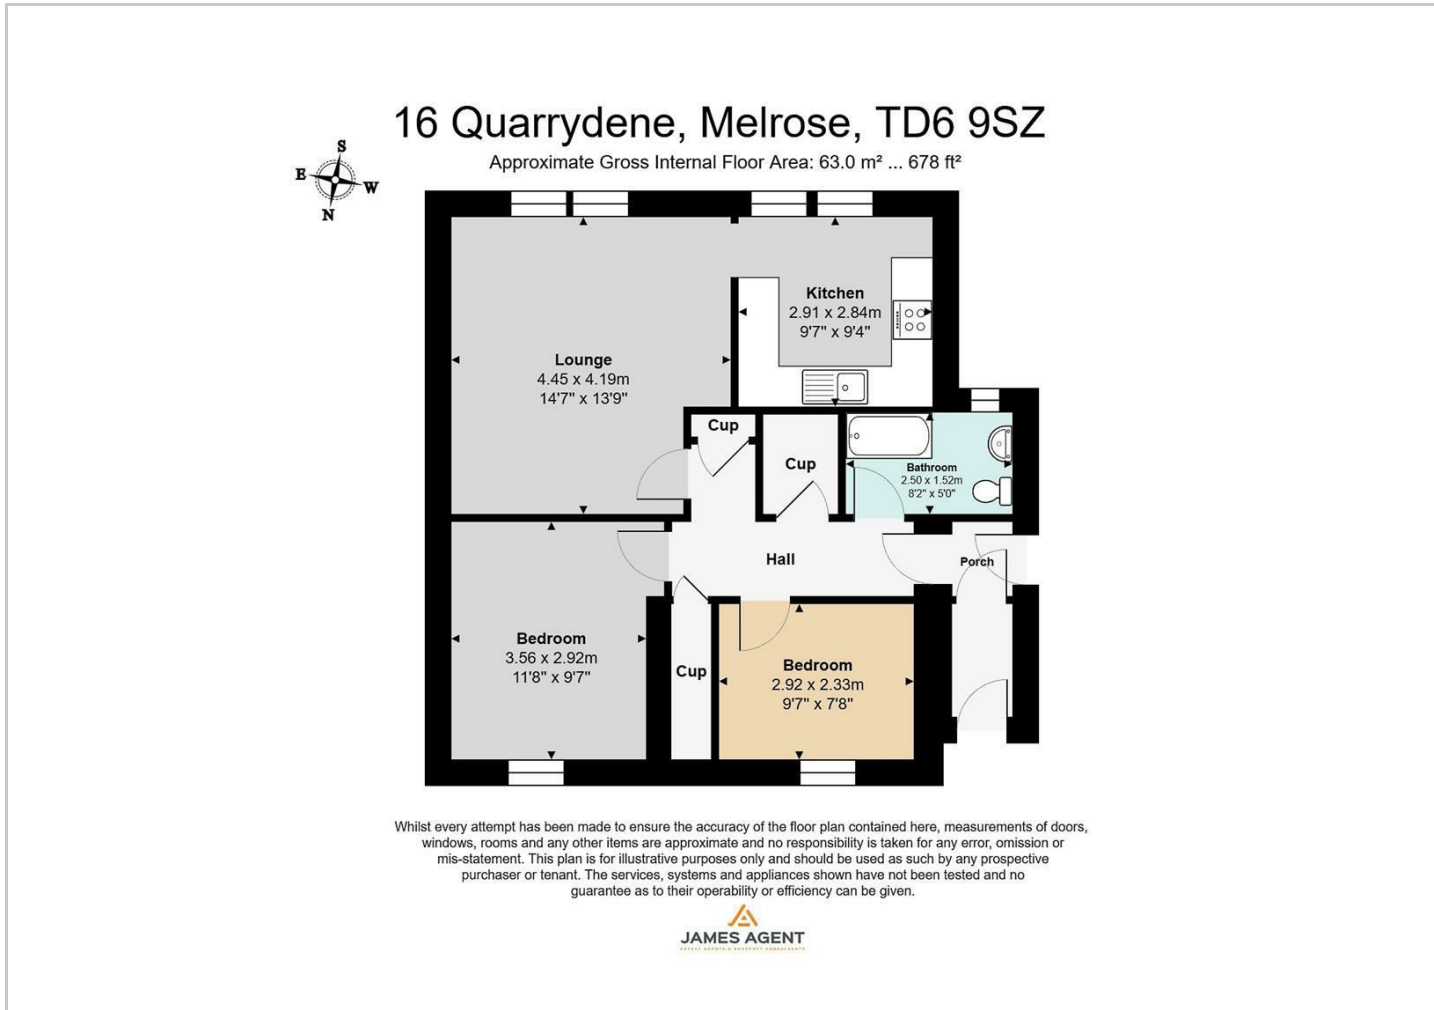 16 Quarrydene, Melrose, TD6 9SZ
Approximate Gross Internal Floor Area: 63.0 m² ... 678 ft²
S
E
W
N
Kitchen
2.91 x 2.84m
9'7" x 9'4"
Lounge
4.45 x 4.19m
14'7" x 13'9"
Cup
Cup
Bathroom
2.50 x 1.52m
8'2" x 5'0"
Hall
Porch
Bedroom
3.56 x 2.92m
11'8" x 9'7"
Cup
Bedroom
2.92 x 2.33m
9'7" x 7'8"
Whilst every attempt has been made to ensure the accuracy of the floor plan contained here, measurements of doors,
windows, rooms and any other items are approximate and no responsibility is taken for any error, omission or
mis-statement. This plan is for illustrative purposes only and should be used as such by any prospective
purchaser or tenant. The services, systems and appliances shown have not been tested and no
guarantee as to their operability or efficiency can be given.
JAMES AGENT
ESTATE AGENTS & PROPERTY CONSULTANTS